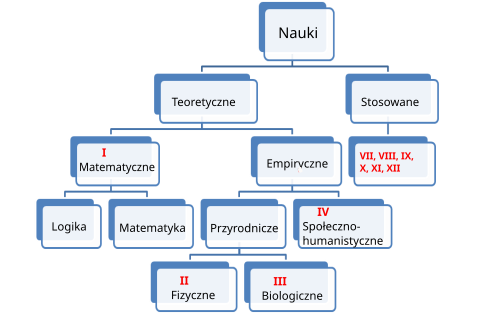 Nauki
Teoretyczne
Stosowane
I
Matematyczne
Empiryczne
VII, VIII, IX,
X, XI, XII
Logika
Matematyka
Przyrodnicze
IV
Społeczno-
humanistyczne
II
Fizyczne
III
Biologiczne